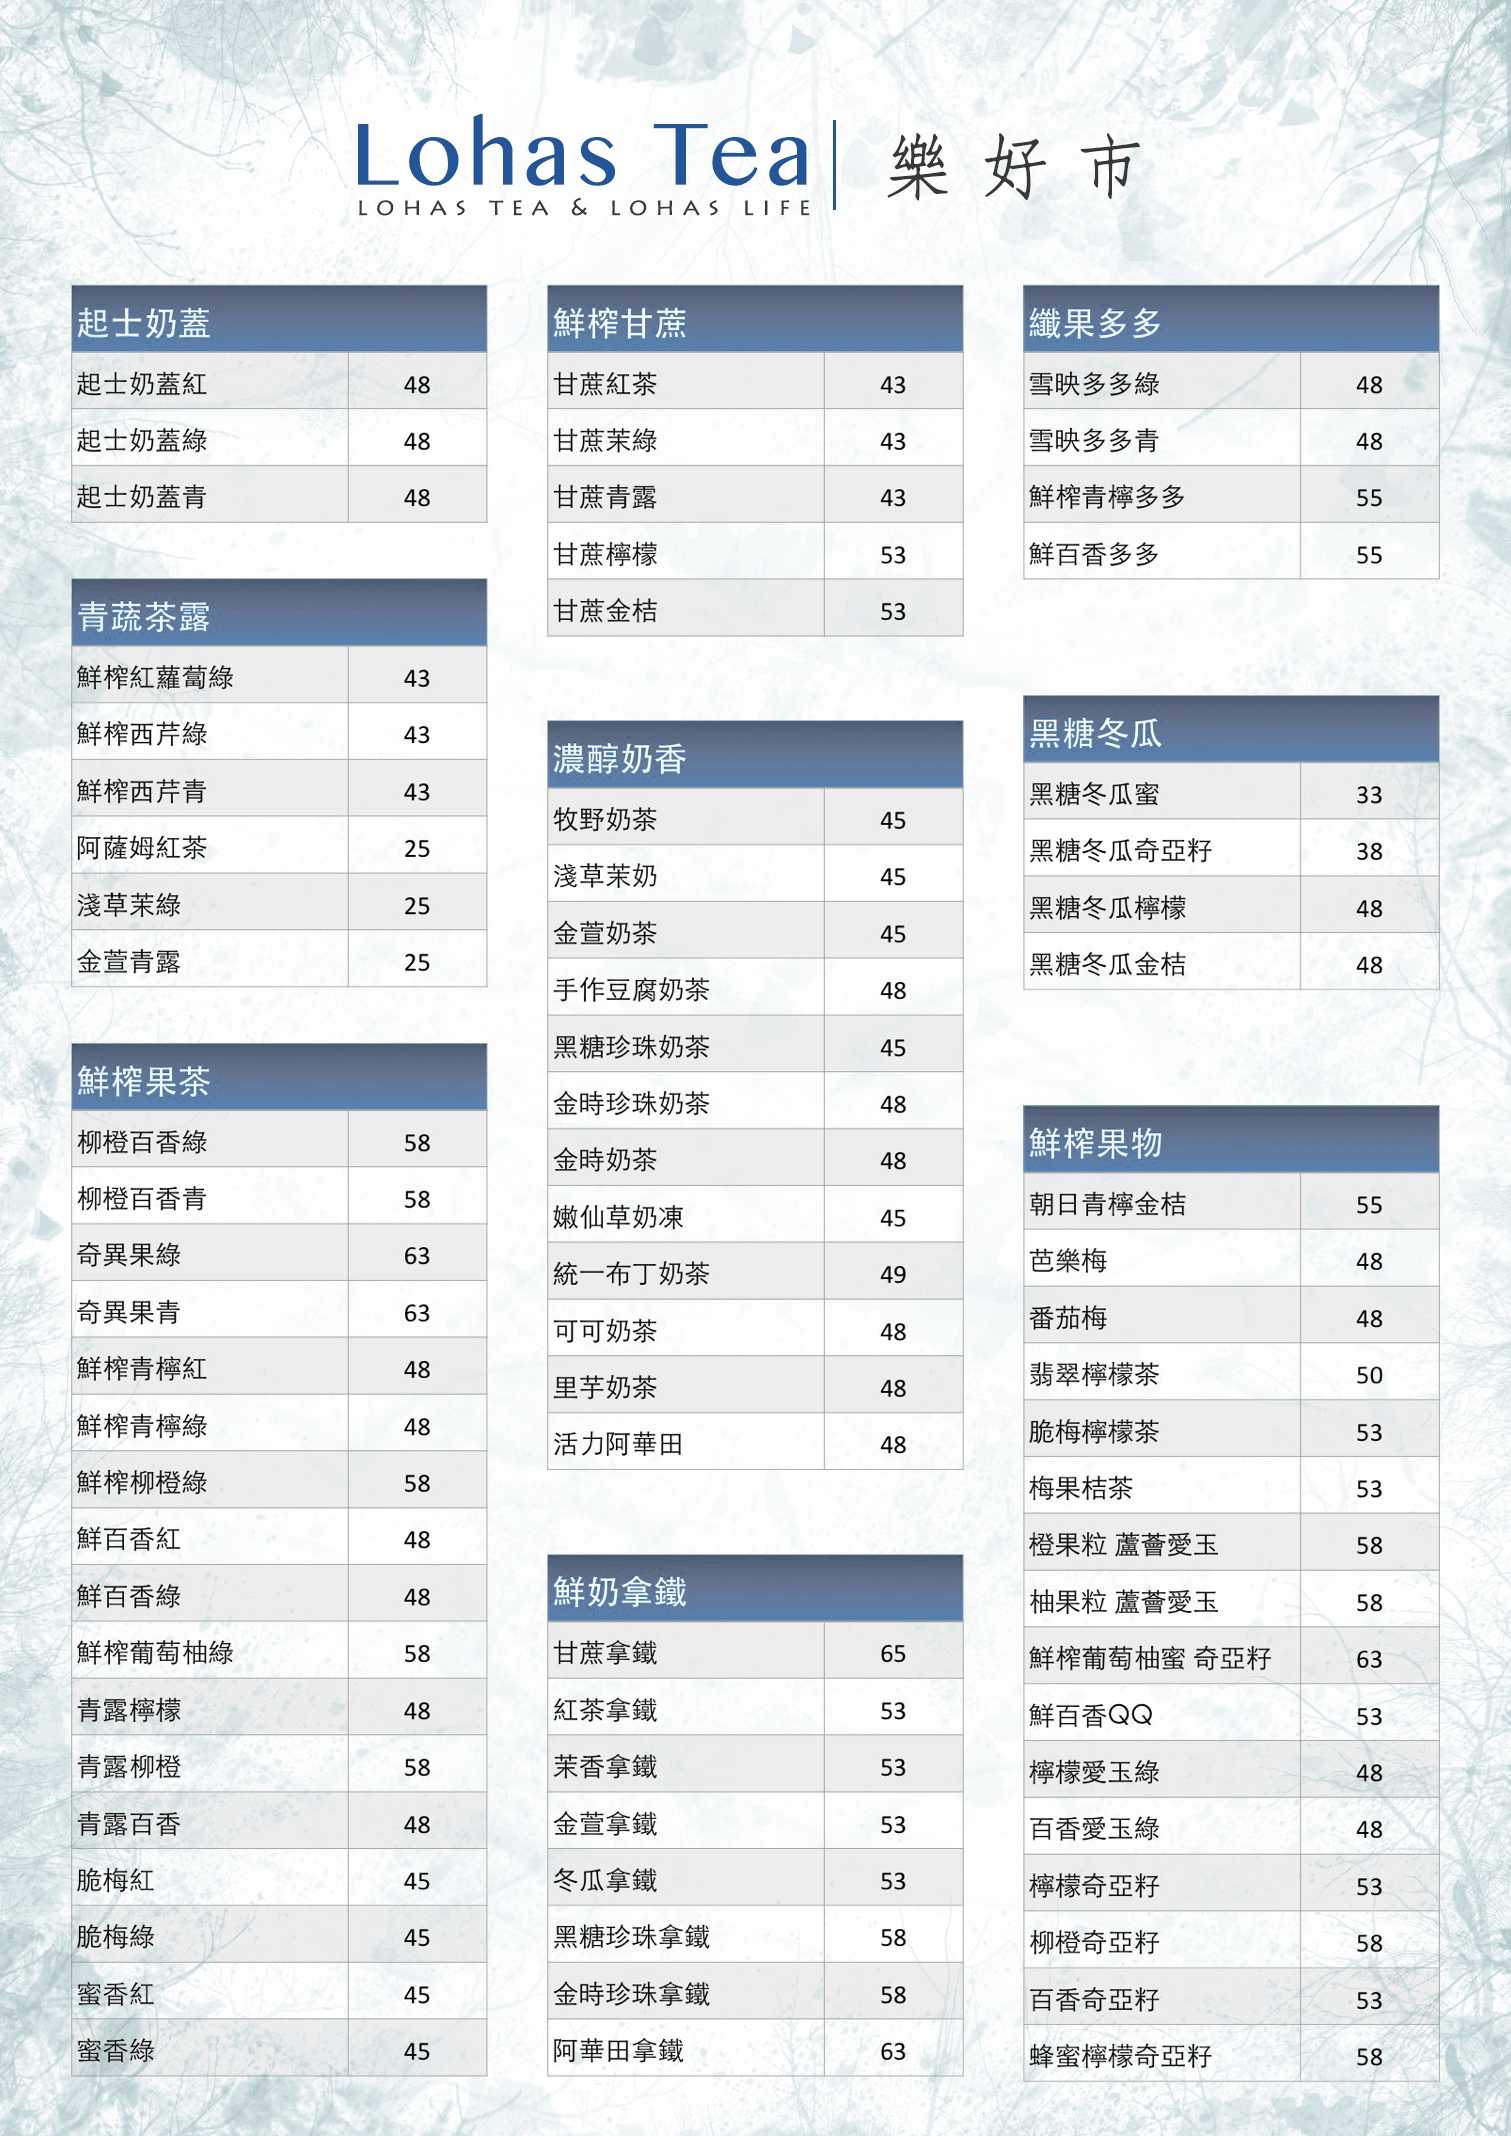 Lohas Tea
LOHAS TEA & LOHAS LIFE
樂好市
起士奶蓋
起士奶蓋紅 48
起士奶蓋綠 48
起士奶蓋青 48
青蔬茶露
鮮榨紅蘿蔔綠 43
鮮榨西芹綠 43
鮮榨西芹青 43
阿薩姆紅茶 25
淺草茉綠 25
金萱青露 25
鮮榨果茶
柳橙百香綠 58
柳橙百香青 58
奇異果綠 63
奇異果青 63
鮮榨青檸紅 48
鮮榨青檸綠 48
鮮榨柳橙綠 58
鮮百香紅 48
鮮百香綠 48
鮮榨葡萄柚綠 58
青露檸檬 48
青露柳橙 58
青露百香 48
脆梅紅 45
脆梅綠 45
蜜香紅 45
蜜香綠 45
鮮榨甘蔗
甘蔗紅茶 43
甘蔗茉綠 43
甘蔗青露 43
甘蔗檸檬 53
甘蔗金桔 53
濃醇奶香
牧野奶茶 45
淺草茉奶 45
金萱奶茶 45
手作豆腐奶茶 48
黑糖珍珠奶茶 45
金時珍珠奶茶 48
金時奶茶 48
嫩仙草奶凍 45
統一布丁奶茶 49
可可奶茶 48
里芋奶茶 48
活力阿華田 48
鮮奶拿鐵
甘蔗拿鐵 65
紅茶拿鐵 53
茉香拿鐵 53
金萱拿鐵 53
冬瓜拿鐵 53
黑糖珍珠拿鐵 58
金時珍珠拿鐵 58
阿華田拿鐵 63
纖果多多
雪映多多綠 48
雪映多多青 48
鮮榨青檸多多 55
鮮百香多多 55
黑糖冬瓜
黑糖冬瓜蜜 33
黑糖冬瓜奇亞籽 38
黑糖冬瓜檸檬 48
黑糖冬瓜金桔 48
鮮榨果物
朝日青檸金桔 55
芭樂梅 48
番茄梅 48
翡翠檸檬茶 50
脆梅檸檬茶 53
梅果桔茶 53
橙果粒 蘆薈愛玉 58
柚果粒 蘆薈愛玉 58
鮮榨葡萄柚蜜 奇亞籽 63
鮮百香QQ 53
檸檬愛玉綠 48
百香愛玉綠 48
檸檬奇亞籽 53
柳橙奇亞籽 58
百香奇亞籽 53
蜂蜜檸檬奇亞籽 58